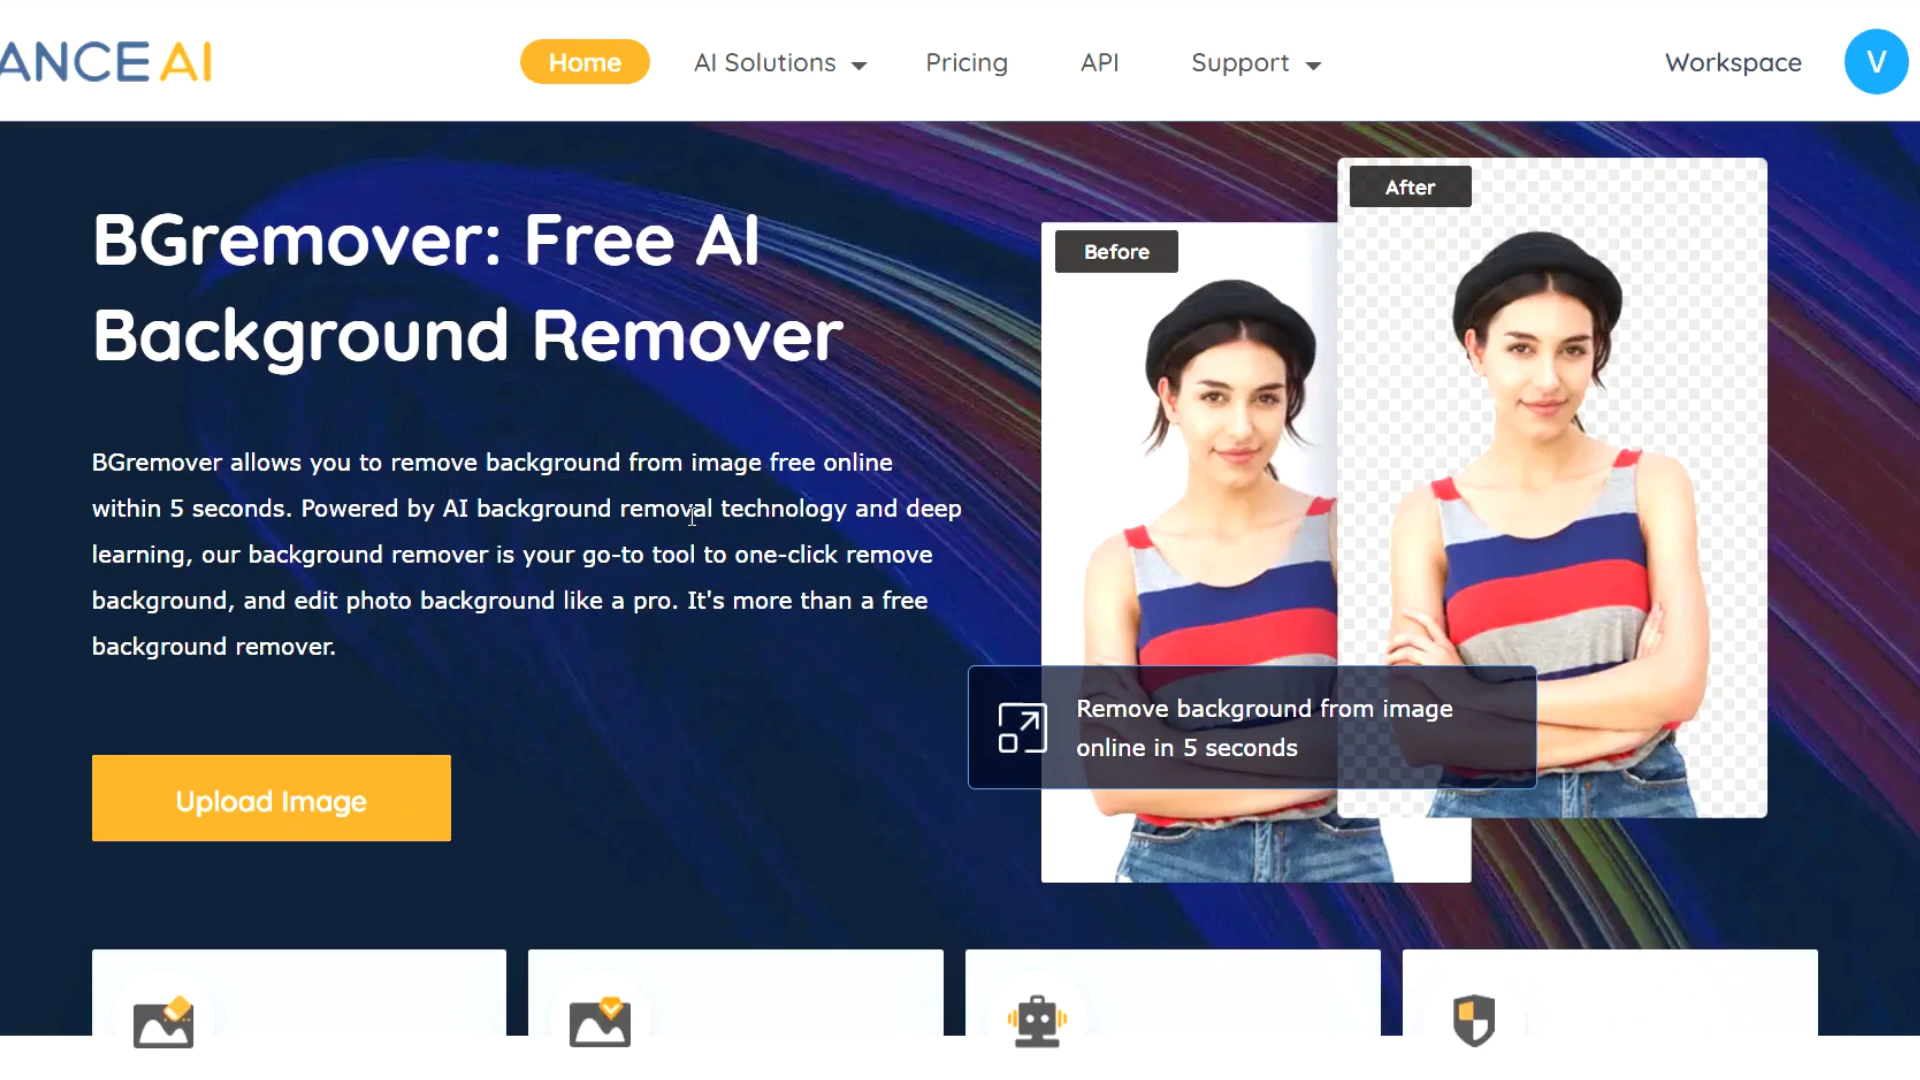 ANCE AI
Home
AI Solutions
Pricing
API
Support
Workspace
V
BGremover: Free AI
Background Remover
BGremover allows you to remove background from image free online
within 5 seconds. Powered by AI background removal technology and deep
learning, our background remover is your go-to tool to one-click remove
background, and edit photo background like a pro. It's more than a free
background remover.
Upload Image
Before
After
Remove background from image
online in 5 seconds